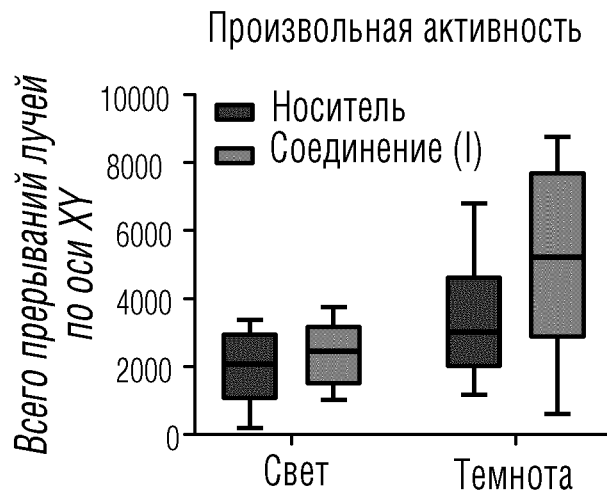 Произвольная активность
Всего прерываний лучей
по оси XY
10000
8000
6000
4000
2000
0
Носитель
Соединение (I)
Свет
Темнота